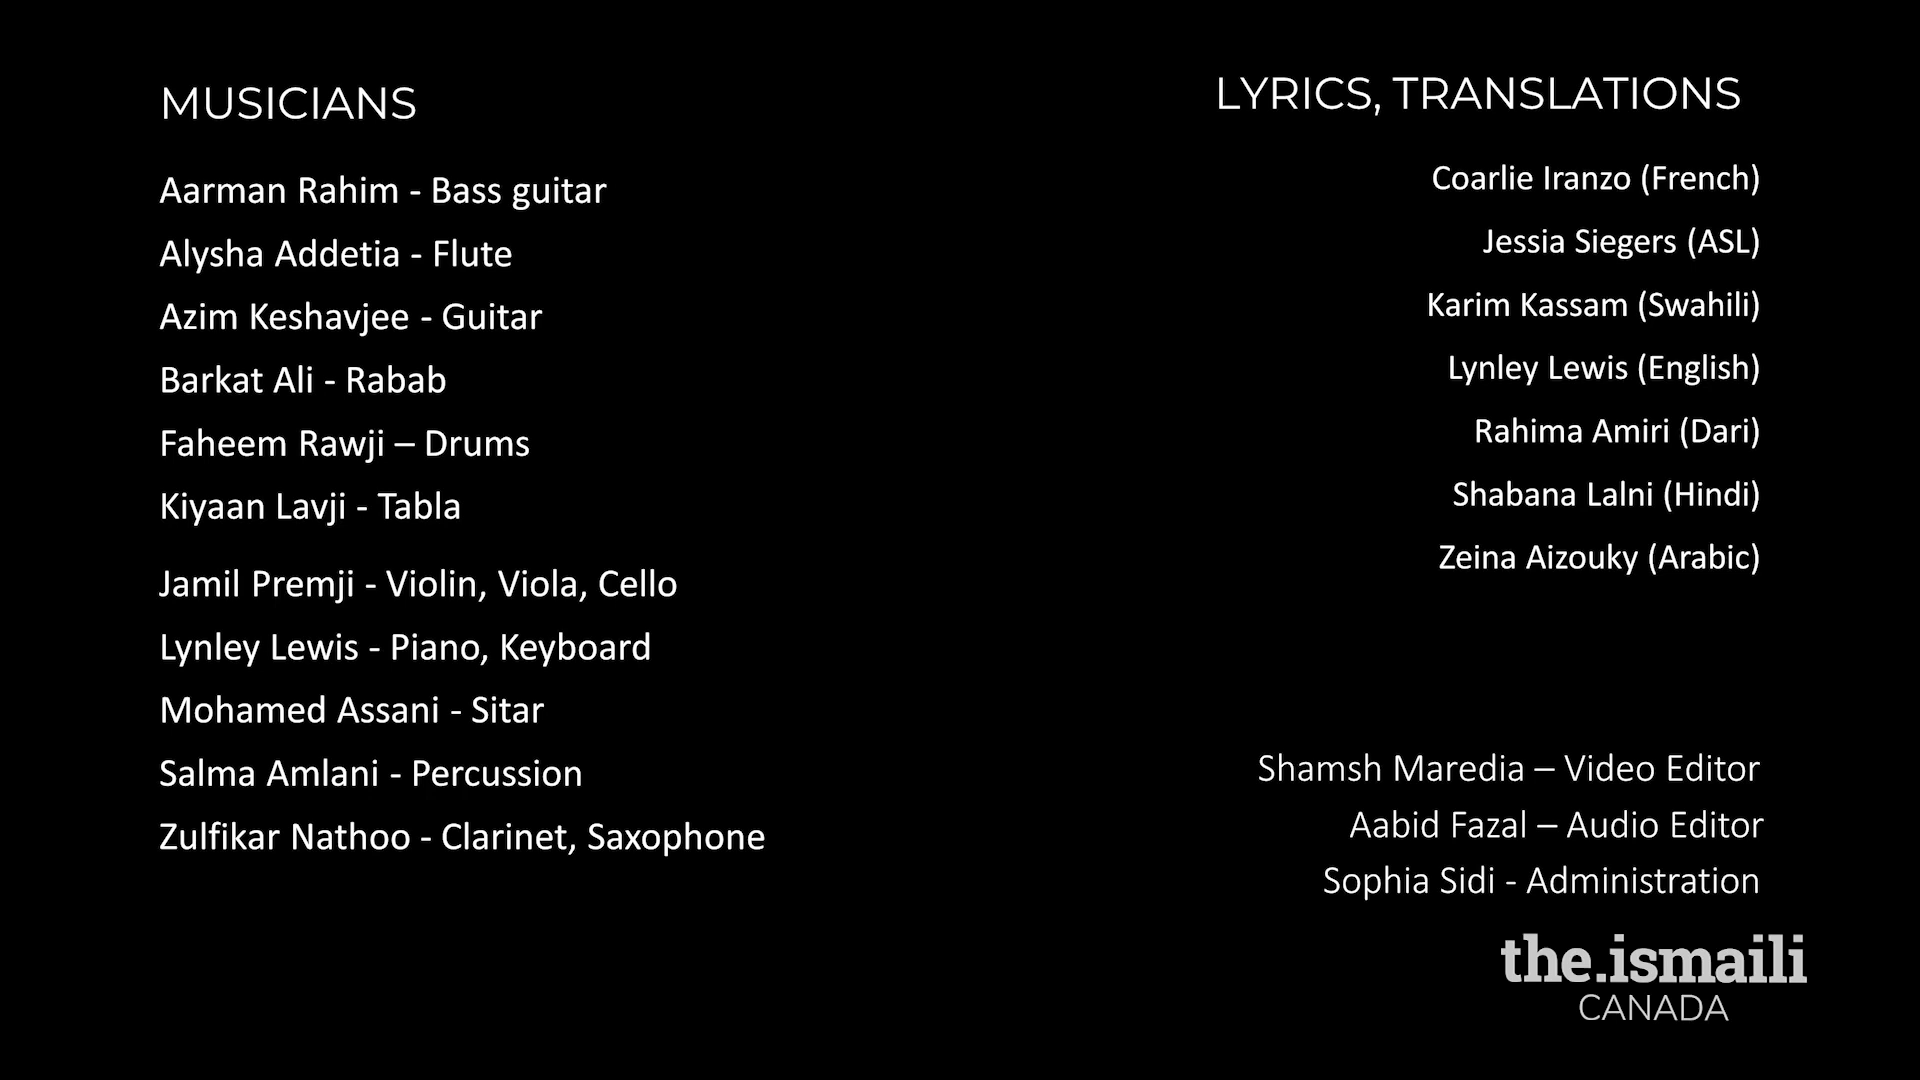 MUSICIANS
Aarman Rahim - Bass guitar
Alysha Addetia - Flute
Azim Keshavjee - Guitar
Barkat Ali - Rabab
Faheem Rawji – Drums
Kiyaan Lavji - Tabla
Jamil Premji - Violin, Viola, Cello
Lynley Lewis - Piano, Keyboard
Mohamed Assani - Sitar
Salma Amlani - Percussion
Zulfikar Nathoo - Clarinet, Saxophone
LYRICS, TRANSLATIONS
Coarlie Iranzo (French)
Jessia Siegers (ASL)
Karim Kassam (Swahili)
Lynley Lewis (English)
Rahima Amiri (Dari)
Shabana Lalni (Hindi)
Zeina Aizouky (Arabic)
Shamsh Maredia – Video Editor
Aabid Fazal – Audio Editor
Sophia Sidi - Administration
the.ismaili
CANADA